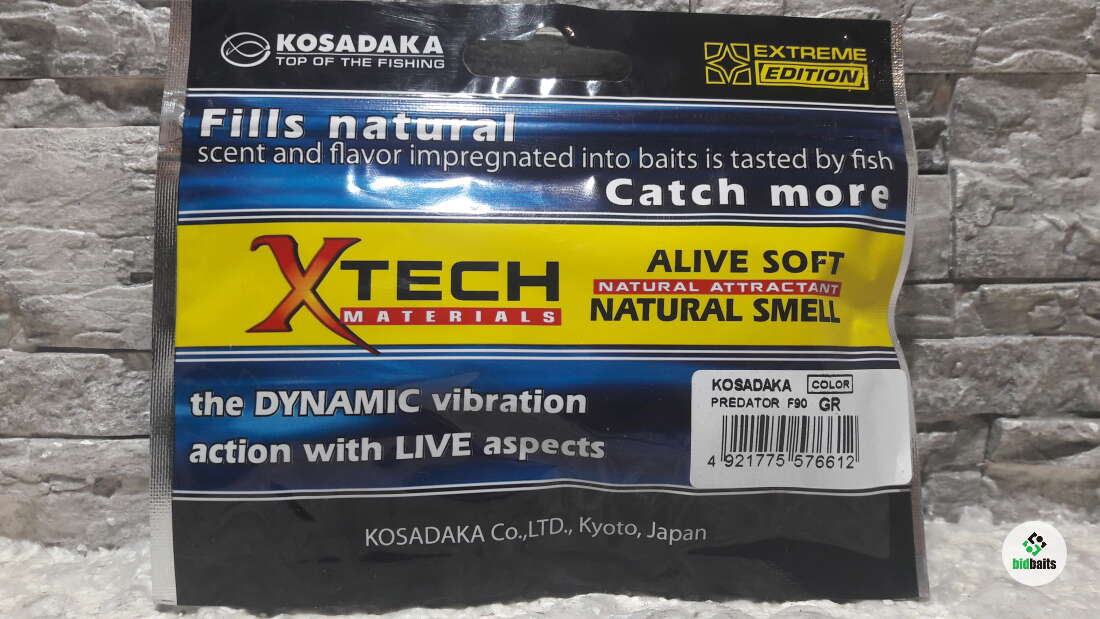 KOSADAKA
TOP OF THE FISHING
EXTREME
EDITION
Fills natural
scent and flavor impregnated into baits is tasted by fish
Catch more
XTECH
MATERIALS
ALIVE SOFT
NATURAL ATTRACTANT
NATURAL SMELL
the DYNAMIC vibration
action with LIVE aspects
KOSADAKA COLOR
PREDATOR F90 GR
4 921775 576612
KOSADAKA Co.,LTD., Kyoto, Japan
bidbaits